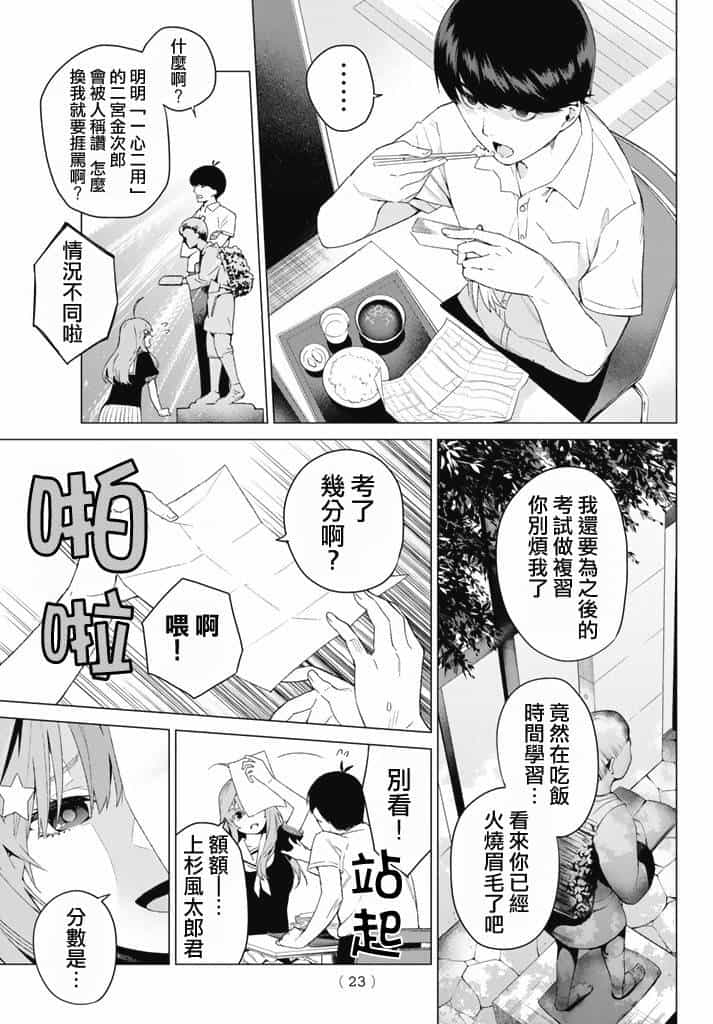 ……
什麼啊？
明明「一心二用」
的二宮金次郎
會被人稱讚 怎麼
換我就要捱罵啊？
情況不同啦
我還要為之後的
考試做複習
你別煩我了
竟然在吃飯
時間學習…
看來你已經
火燒眉毛了吧
考了
幾分啊？
啊
喂！
啪
啦
別看！
站起
額額——…
上杉風太郎君
分數是…
（23）